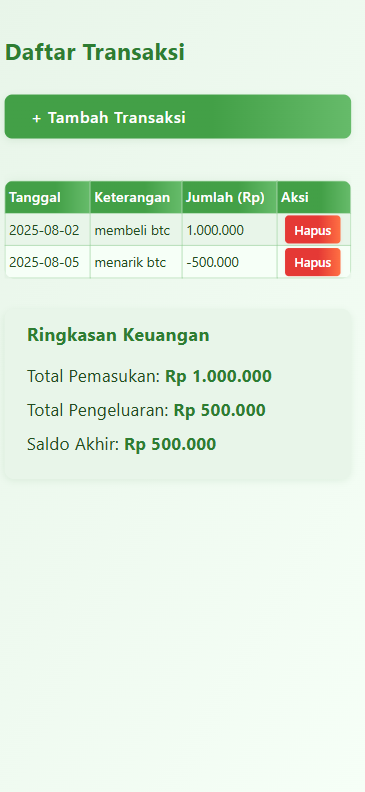 Daftar Transaksi
+ Tambah Transaksi
Tanggal Keterangan Jumlah (Rp) Aksi
2025-08-02 membeli btc 1.000.000 Hapus
2025-08-05 menarik btc -500.000 Hapus
Ringkasan Keuangan
Total Pemasukan: Rp 1.000.000
Total Pengeluaran: Rp 500.000
Saldo Akhir: Rp 500.000